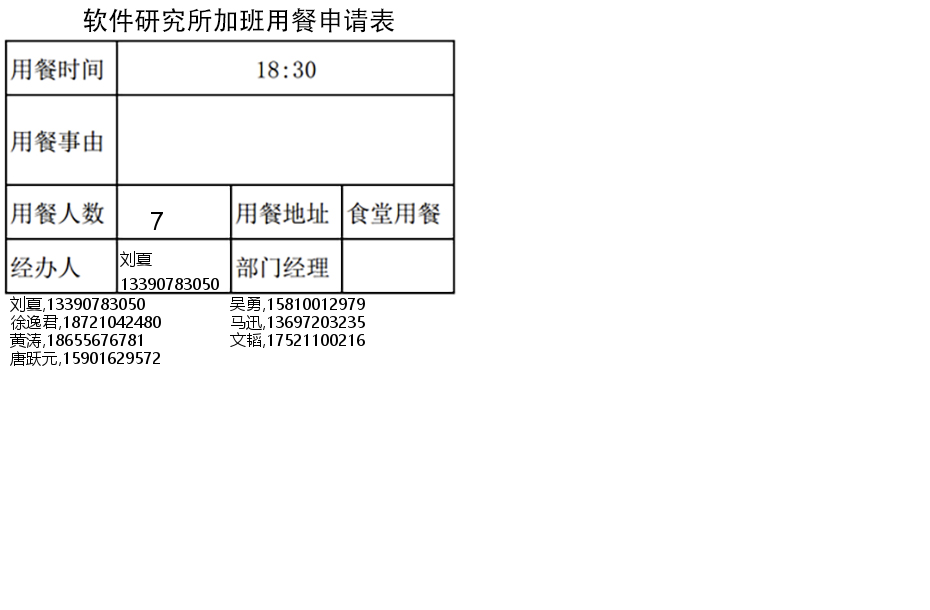 软件研究所加班用餐申请表
用餐时间 18:30
用餐事由
用餐人数 7 用餐地址 食堂用餐
经办人 刘夏 13390783050 部门经理
刘夏,13390783050 吴勇,15810012979
徐逸君,18721042480 马迅,13697203235
黄涛,18655676781 文韬,17521100216
唐跃元,15901629572